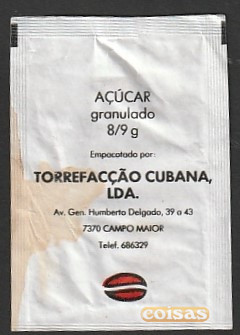 AÇÚCAR
granulado
8/9 g
Empacotado por:
TORREFACÇÃO CUBANA,
LDA.
Av. Gen. Humberto Delgado, 39 a 43
7370 CAMPO MAIOR
Telef. 686329
coisas